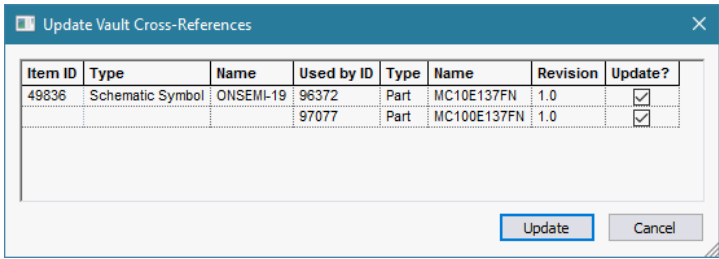 Update Vault Cross-References
Item ID Type Name Used by ID Type Name Revision Update?
49836 Schematic Symbol ONSEMI-19 96372 Part MC10E137FN 1.0
97077 Part MC100E137FN 1.0
Update Cancel